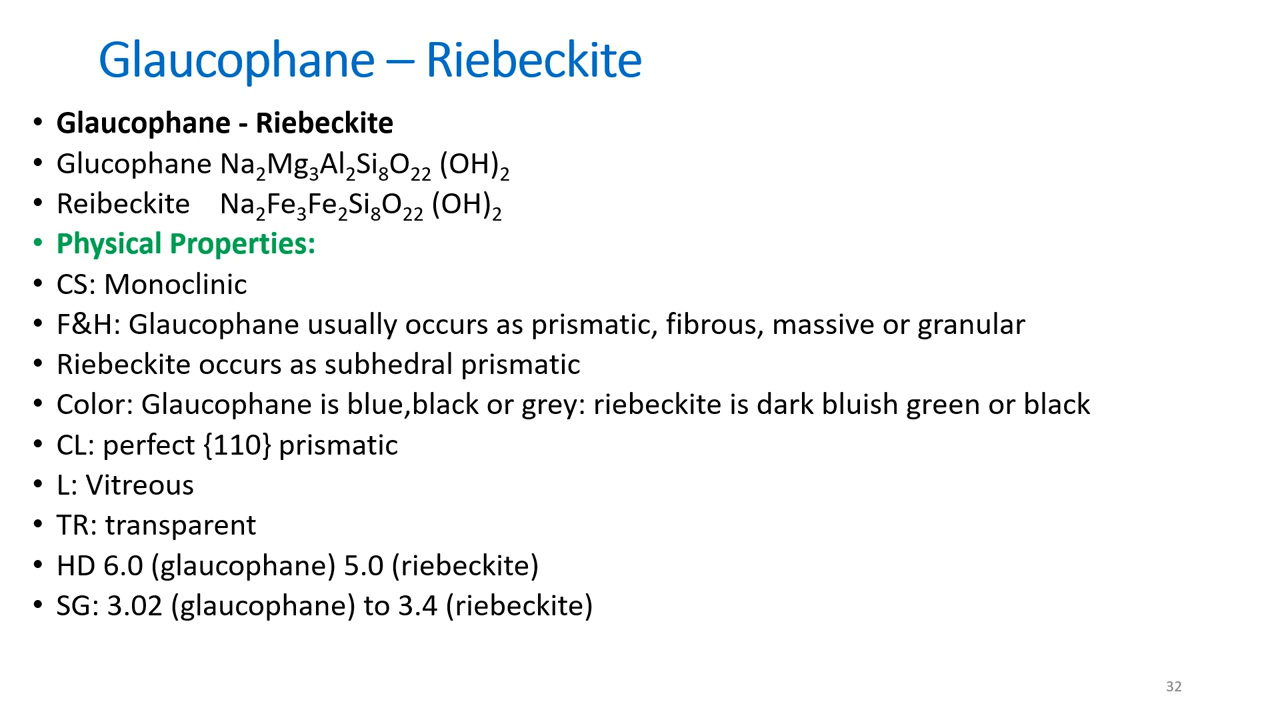 Glaucophane – Riebeckite
• Glaucophane - Riebeckite
• Glucophane Na₂Mg₃Al₂Si₈O₂₂ (OH)₂
• Reibeckite Na₂Fe₃Fe₂Si₈O₂₂ (OH)₂
• Physical Properties:
• CS: Monoclinic
• F&H: Glaucophane usually occurs as prismatic, fibrous, massive or granular
• Riebeckite occurs as subhedral prismatic
• Color: Glaucophane is blue,black or grey: riebeckite is dark bluish green or black
• CL: perfect {110} prismatic
• L: Vitreous
• TR: transparent
• HD 6.0 (glaucophane) 5.0 (riebeckite)
• SG: 3.02 (glaucophane) to 3.4 (riebeckite)
32